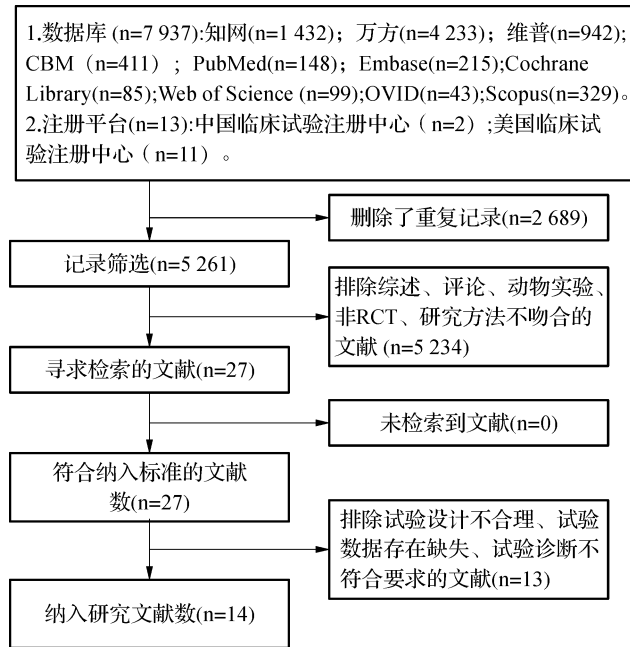 1.数据库 (n=7 937):知网(n=1 432)；万方(n=4 233)；维普(n=942);
CBM（n=411）; PubMed(n=148)；Embase(n=215);Cochrane
Library(n=85);Web of Science (n=99);OVID(n=43);Scopus(n=329)。
2.注册平台(n=13):中国临床试验注册中心（n=2）;美国临床试
验注册中心（n=11）。
删除了重复记录(n=2 689)
记录筛选(n=5 261)
排除综述、评论、动物实验、
非RCT、研究方法不吻合的
文献 (n=5 234)
寻求检索的文献(n=27)
未检索到文献(n=0)
符合纳入标准的文献
数(n=27)
排除试验设计不合理、试验
数据存在缺失、试验诊断不
符合要求的文献(n=13)
纳入研究文献数(n=14)